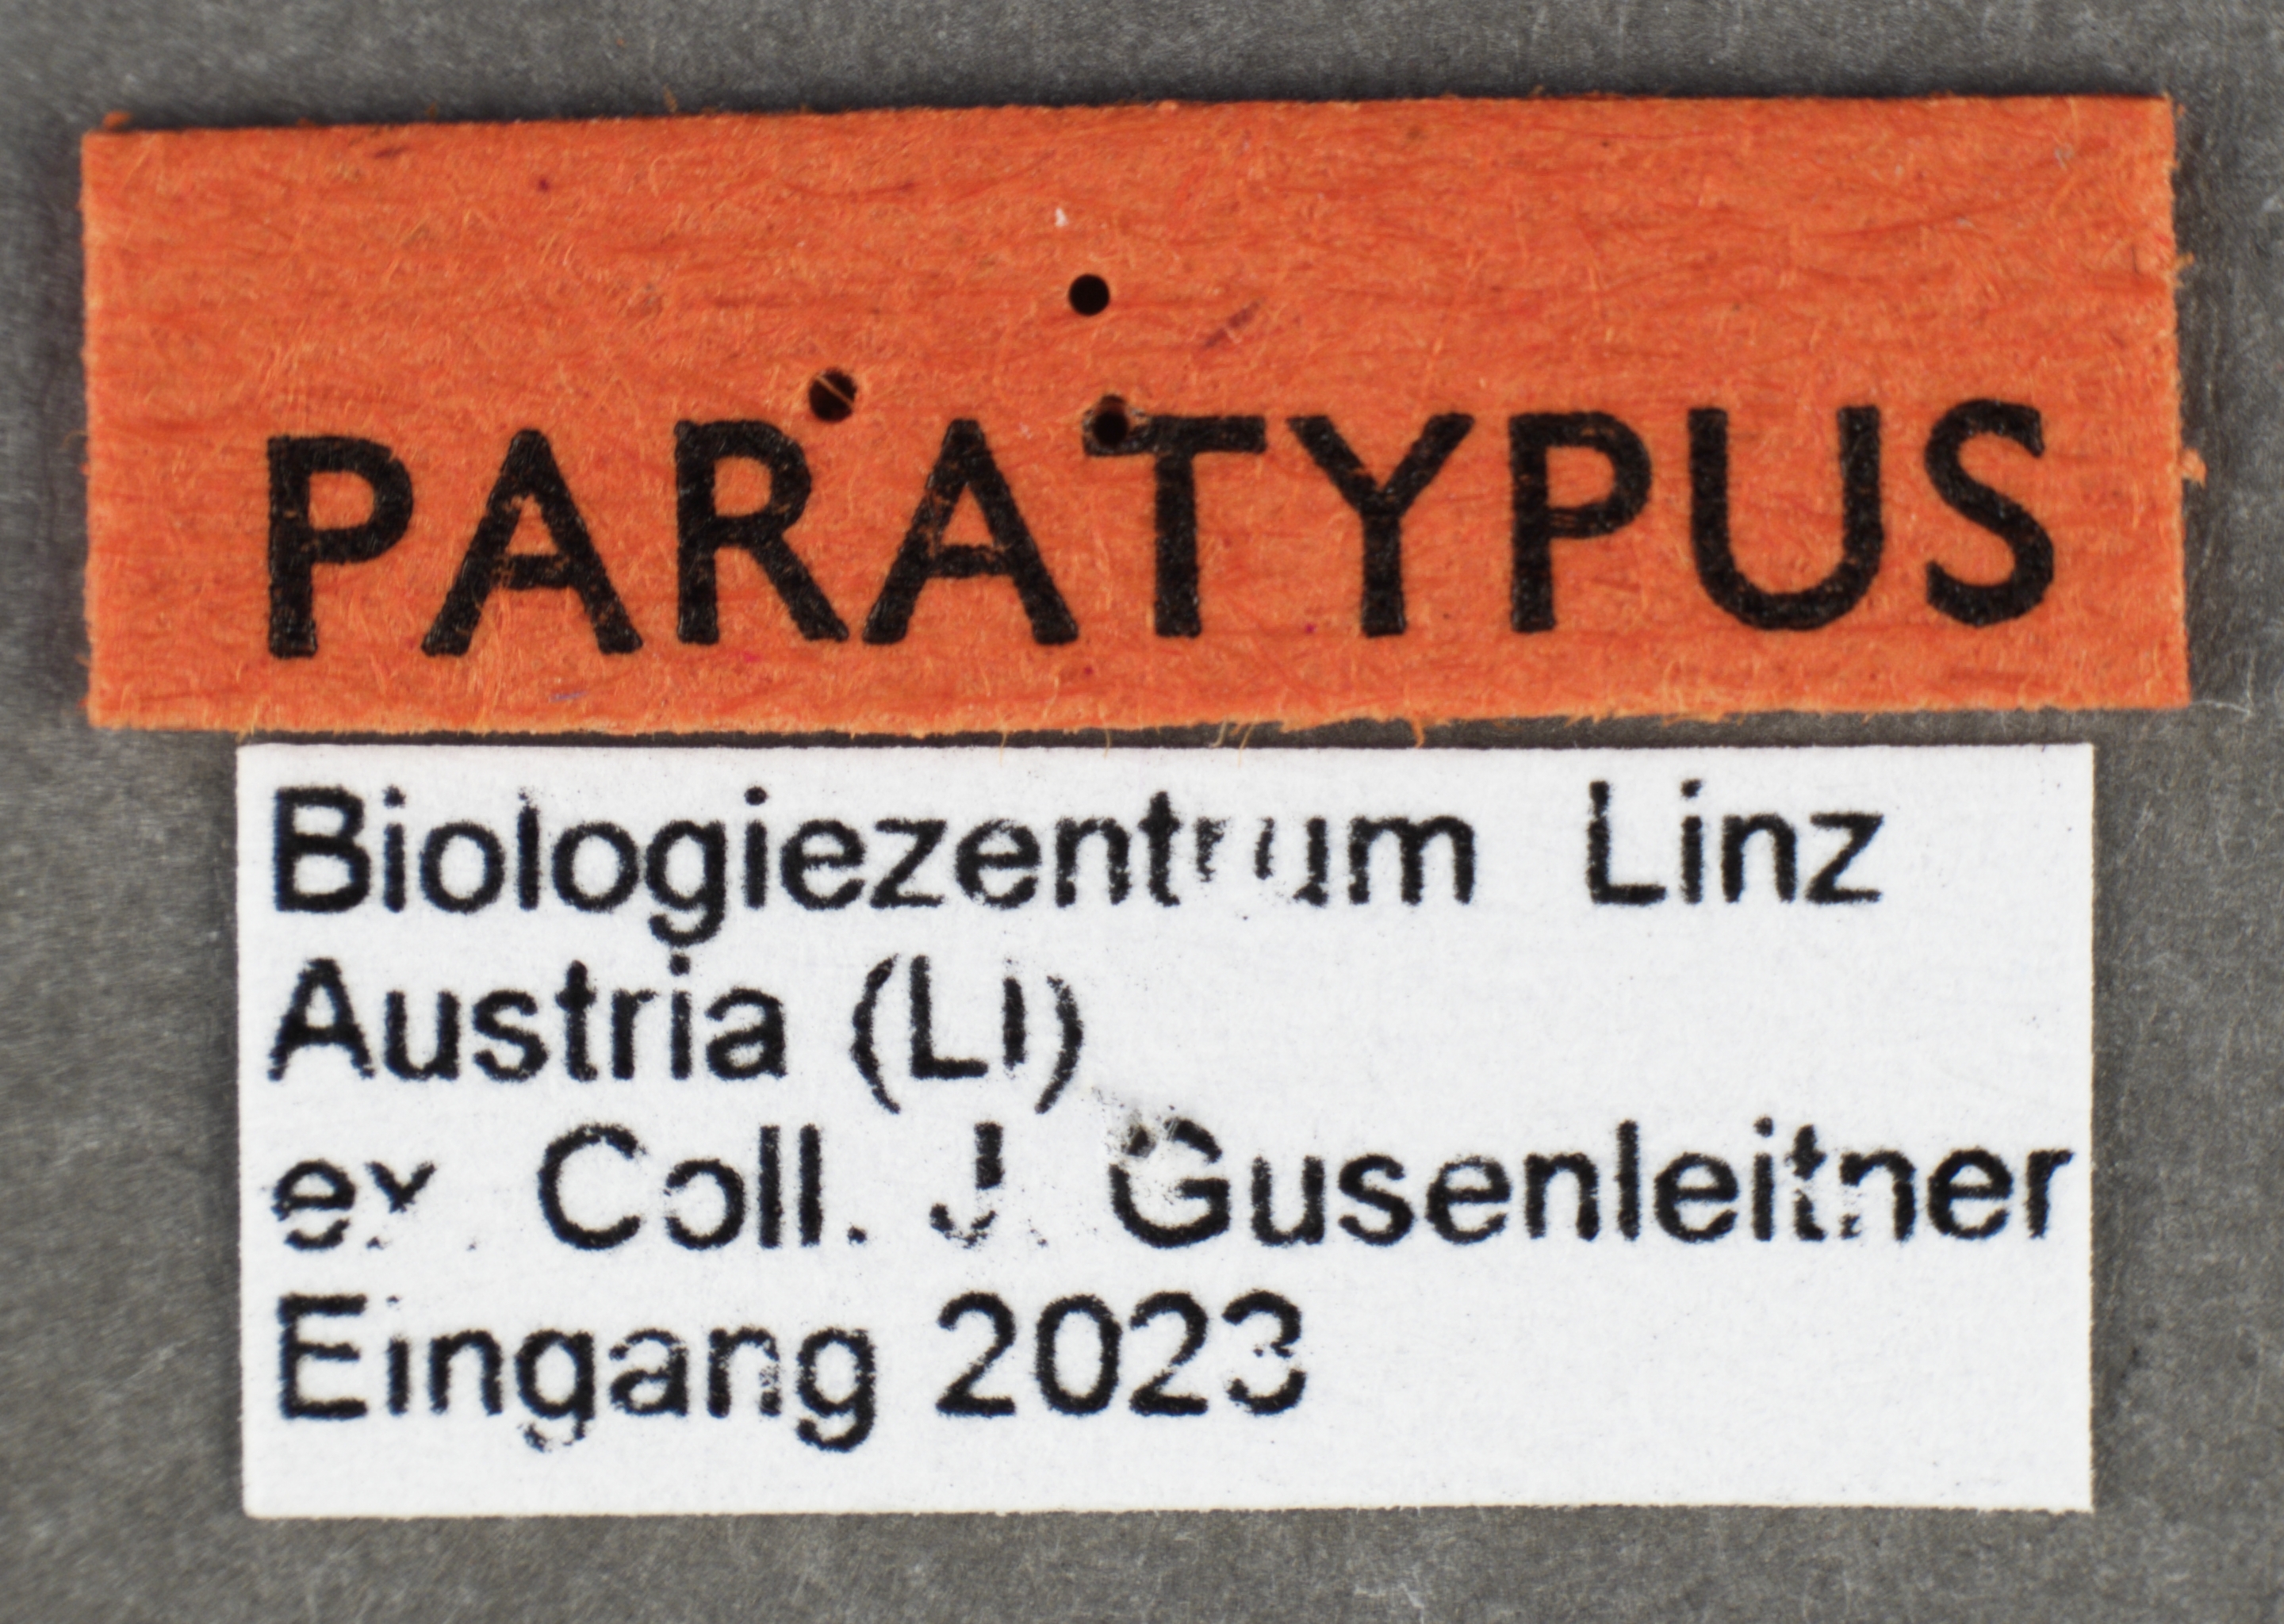 PARATYPUS
Biologiezentrum Linz
Austria (LI)
ex. Coll. J. Gusenleitner
Eingang 2023